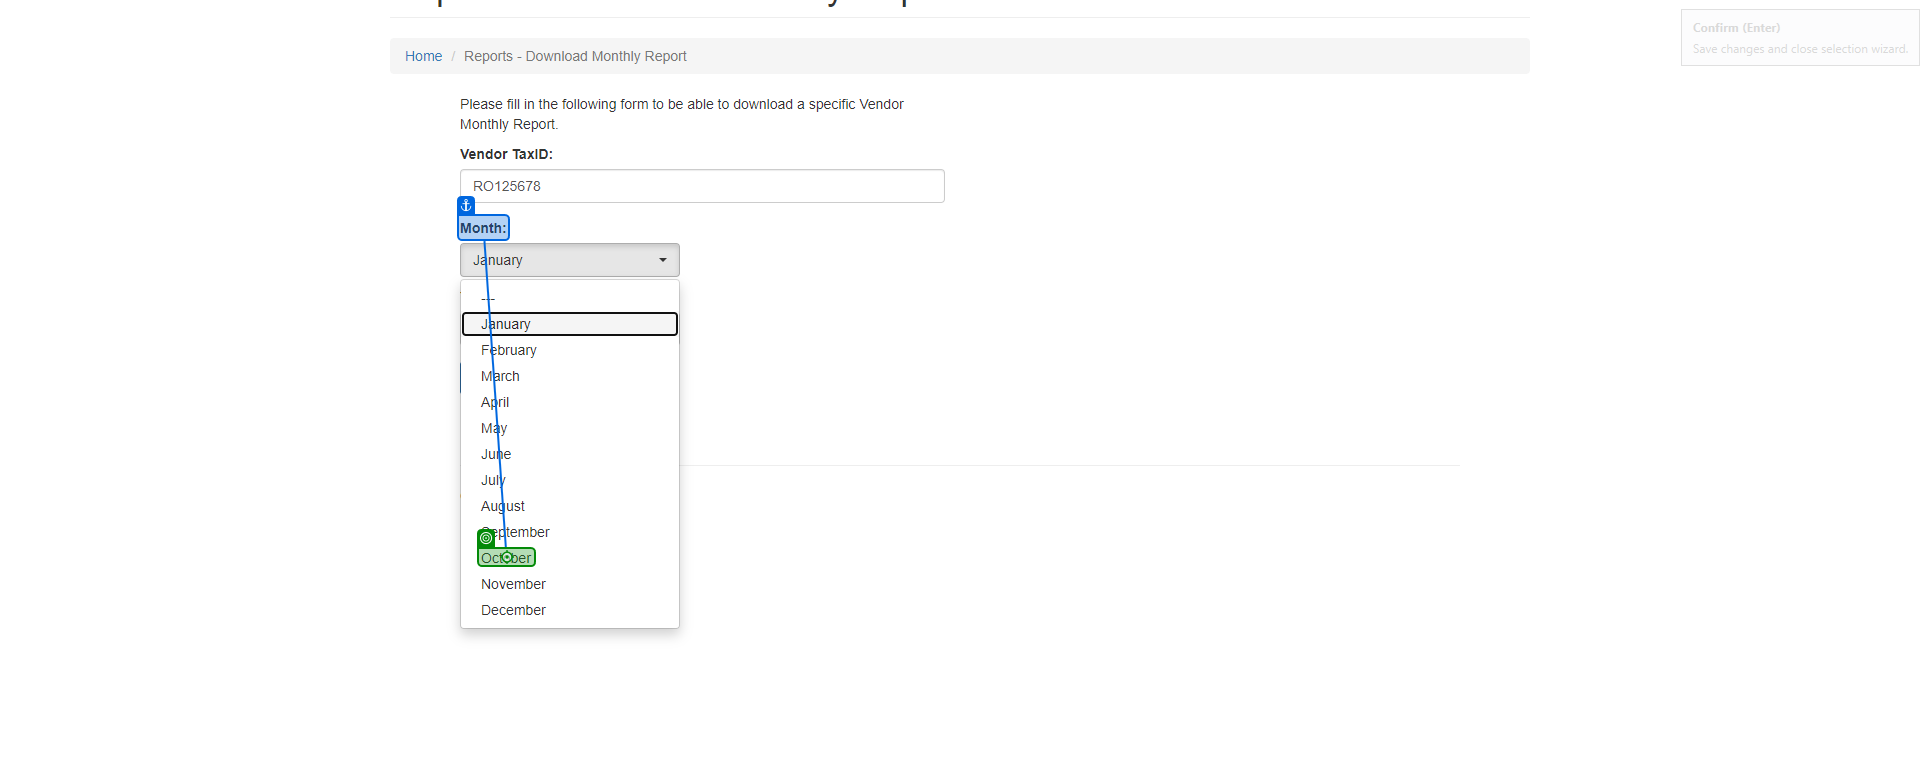 Confirm (Enter)
Save changes and close selection wizard.
Home / Reports - Download Monthly Report
Please fill in the following form to be able to download a specific Vendor
Monthly Report.
Vendor TaxID:
RO125678
Month:
January
---
January
February
March
April
May
June
July
August
September
October
November
December